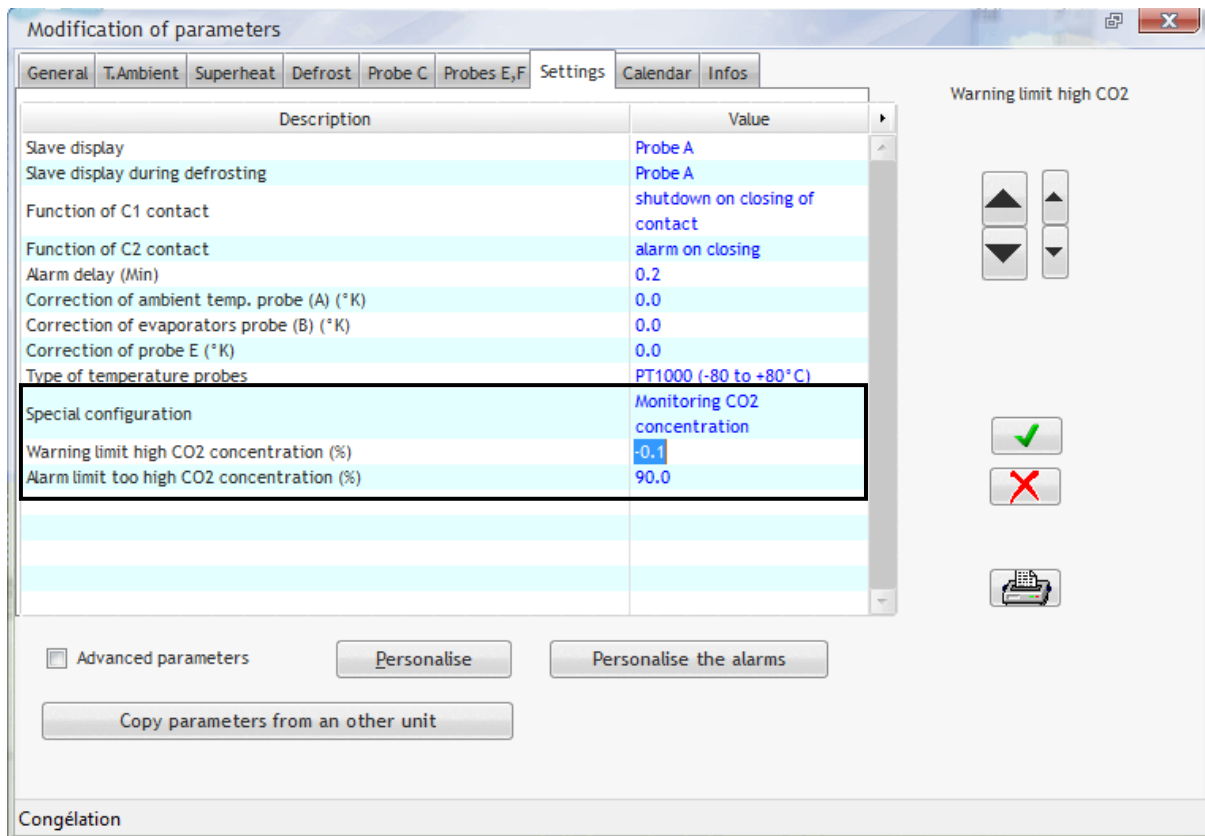 Modification of parameters
General T.Ambient Superheat Defrost Probe C Probes E,F Settings Calendar Infos
Warning limit high CO2
Description Value
Slave display Probe A
Slave display during defrosting Probe A
Function of C1 contact shutdown on closing of
contact
Function of C2 contact alarm on closing
Alarm delay (Min) 0.2
Correction of ambient temp. probe (A) (°K) 0.0
Correction of evaporators probe (B) (°K) 0.0
Correction of probe E (°K) 0.0
Type of temperature probes PT1000 (-80 to +80°C)
Special configuration Monitoring CO2
concentration
Warning limit high CO2 concentration (%) -0.1
Alarm limit too high CO2 concentration (%) 90.0
Advanced parameters Personalise Personalise the alarms
Copy parameters from an other unit
Congélation